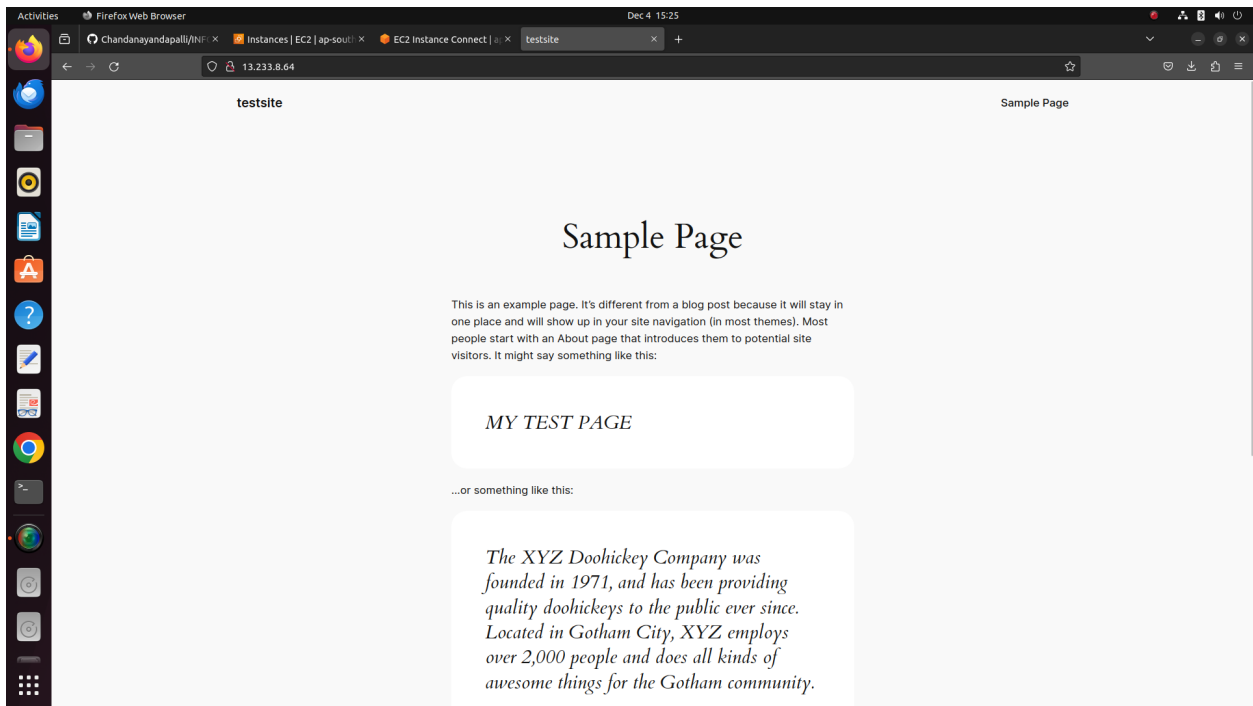 Activities
Firefox Web Browser
Dec 4 15:25
Chandanayandapalli/INF
Instances | EC2 | ap-south
EC2 Instance Connect | ap
testsite
13.233.8.64
testsite
Sample Page
Sample Page
This is an example page. It's different from a blog post because it will stay in
one place and will show up in your site navigation (in most themes). Most
people start with an About page that introduces them to potential site
visitors. It might say something like this:
MY TEST PAGE
...or something like this:
The XYZ Doohickey Company was
founded in 1971, and has been providing
quality doohickeys to the public ever since.
Located in Gotham City, XYZ employs
over 2,000 people and does all kinds of
awesome things for the Gotham community.